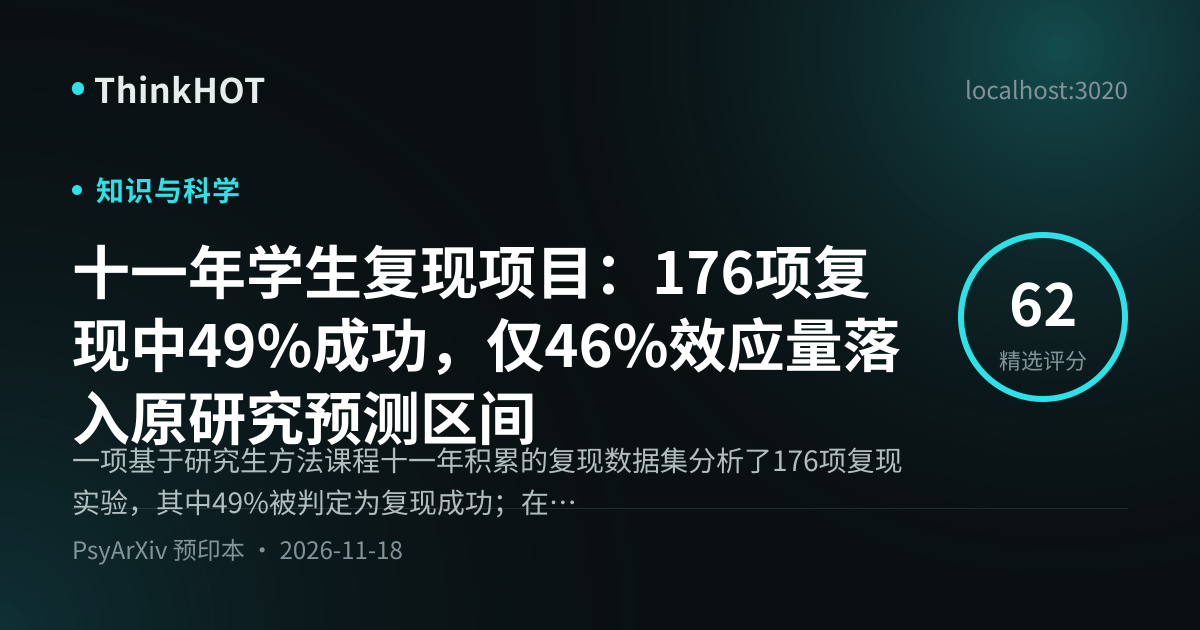 ThinkHOT
localhost:3020
知识与科学
十一年学生复现项目：176项复
现中49%成功，仅46%效应量落
入原研究预测区间
62
精选评分
一项基于研究生方法课程十一年积累的复现数据集分析了176项复现
实验，其中49%被判定为复现成功；在…
PsyArXiv 预印本 · 2026-11-18